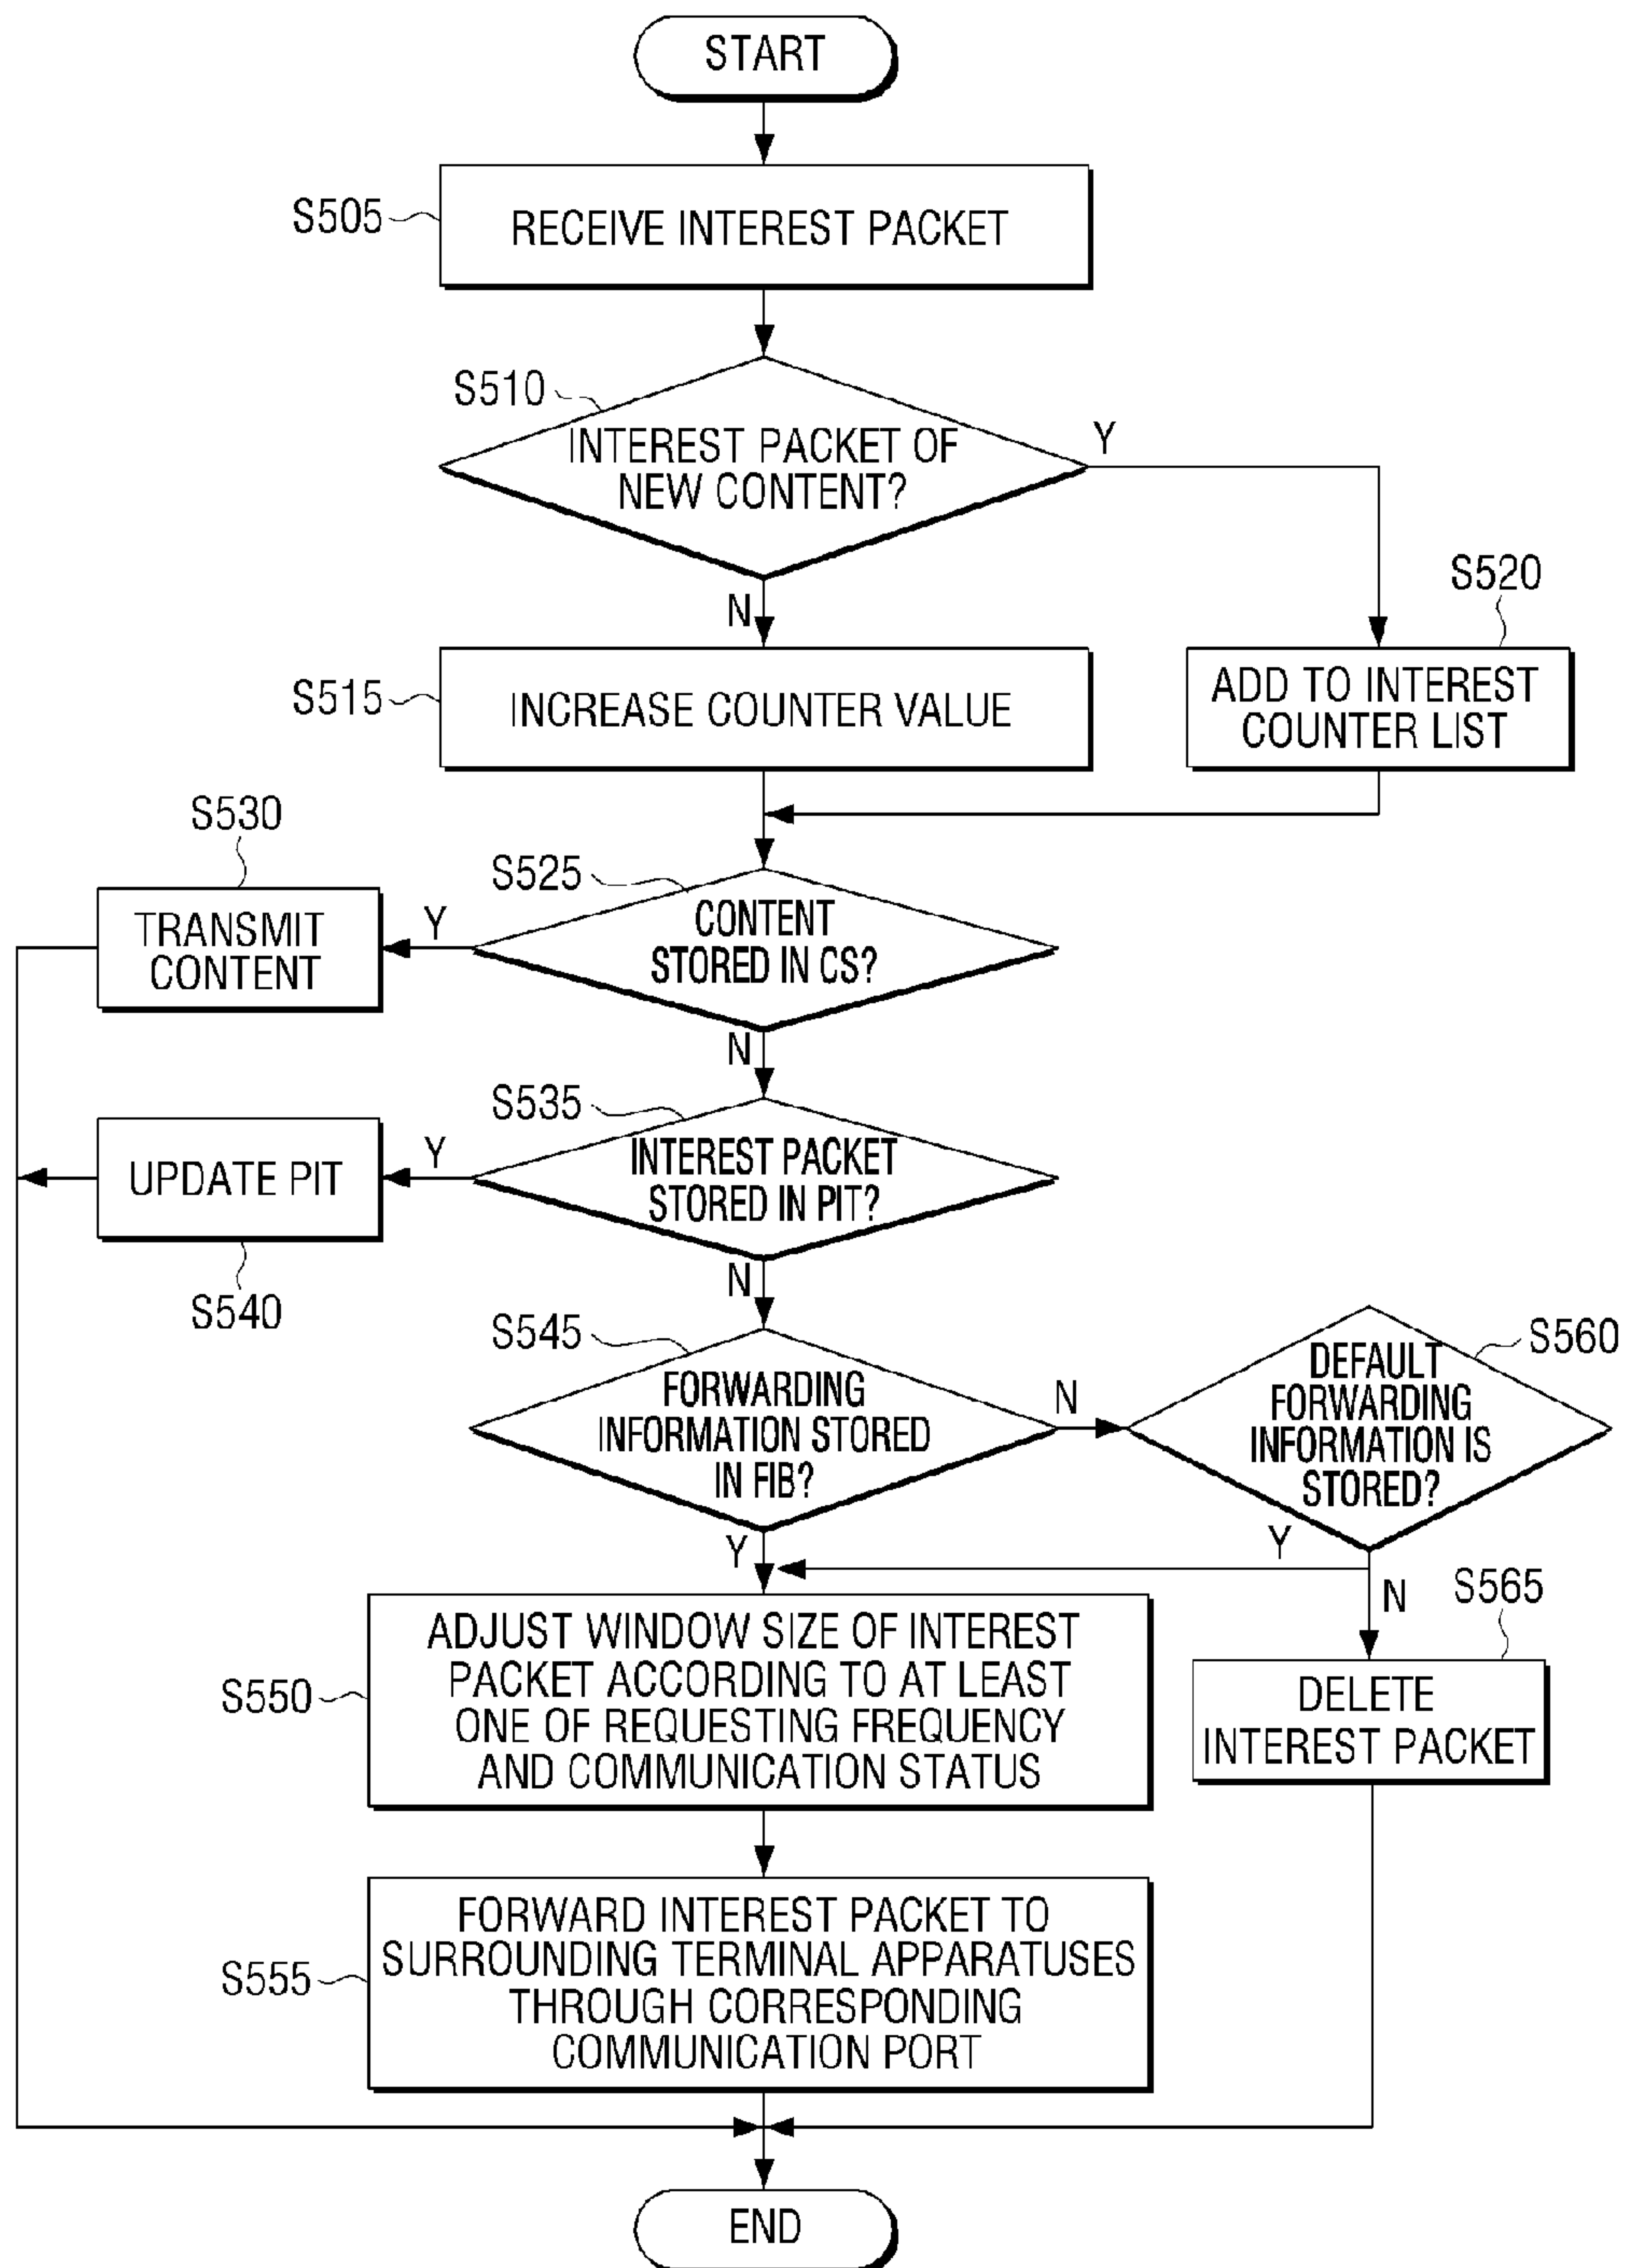 START
S505
RECEIVE INTEREST PACKET
S510
INTEREST PACKET OF
NEW CONTENT?
Y
N
S520
S515
INCREASE COUNTER VALUE
ADD TO INTEREST
COUNTER LIST
S530
S525
TRANSMIT
CONTENT
Y
CONTENT
STORED IN CS?
N
S535
UPDATE PIT
Y
INTEREST PACKET
STORED IN PIT?
S540
N
S545
S560
FORWARDING
INFORMATION STORED
IN FIB?
N
DEFAULT
FORWARDING
INFORMATION IS
STORED?
Y
Y
N
S565
S550
ADJUST WINDOW SIZE OF INTEREST
PACKET ACCORDING TO AT LEAST
ONE OF REQUESTING FREQUENCY
AND COMMUNICATION STATUS
DELETE
INTEREST PACKET
S555
FORWARD INTEREST PACKET TO
SURROUNDING TERMINAL APPARATUSES
THROUGH CORRESPONDING
COMMUNICATION PORT
END